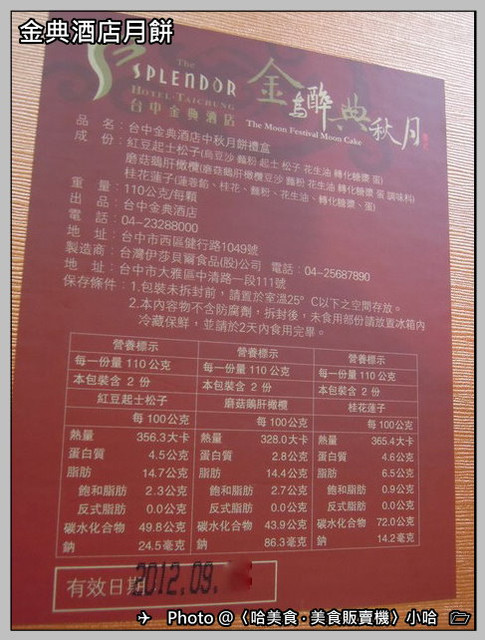 金典酒店月餅
The
SPLENDOR
HOTEL·TAICHUNG
台中金典酒店
金醉典秋月
The Moon Festival Moon Cake
品　名：台中金典酒店中秋月餅禮盒
成　份：紅豆起士松子(烏豆沙 麵粉 起士 松子 花生油 轉化糖漿 蛋)
蘑菇鵝肝橄欖(蘑菇鵝肝橄欖豆沙 麵粉 花生油 轉化糖漿 蛋 調味料)
桂花蓮子(蓮蓉餡、桂花、麵粉、花生油、轉化糖漿、蛋)
重　量：110公克/每顆
出　品：台中金典酒店
電　話：04-23288000
地　址：台中市西區健行路1049號
製造商：台灣伊莎貝爾食品(股)公司　電話：04-25687890
地　址：台中市大雅區中清路一段111號
保存條件：1.包裝未拆封前，請置於室溫25°C以下之空間存放。
2.本內容物不含防腐劑，拆封後，未食用部份請放置冰箱內
冷藏保鮮，並請於2天內食用完畢。
營養標示　營養標示　營養標示
每一份量 110 公克　每一份量 110 公克　每一份量 110 公克
本包裝含 2 份　本包裝含 2 份　本包裝含 2 份
紅豆起士松子　蘑菇鵝肝橄欖　桂花蓮子
每 100公克　每 100公克　每 100公克
熱量　356.3大卡　熱量　328.0大卡　熱量　365.4大卡
蛋白質　4.5公克　蛋白質　2.8公克　蛋白質　4.6公克
脂肪　14.7公克　脂肪　14.4公克　脂肪　6.5公克
飽和脂肪　2.3公克　飽和脂肪　2.7公克　飽和脂肪　0.9公克
反式脂肪　0.0公克　反式脂肪　0.0公克　反式脂肪　0.0公克
碳水化合物　49.8公克　碳水化合物　43.9公克　碳水化合物　72.0公克
鈉　24.5毫克　鈉　86.3毫克　鈉　14.2毫克
有效日期 2012.09.
Photo @〈哈美食·美食販賣機〉小哈